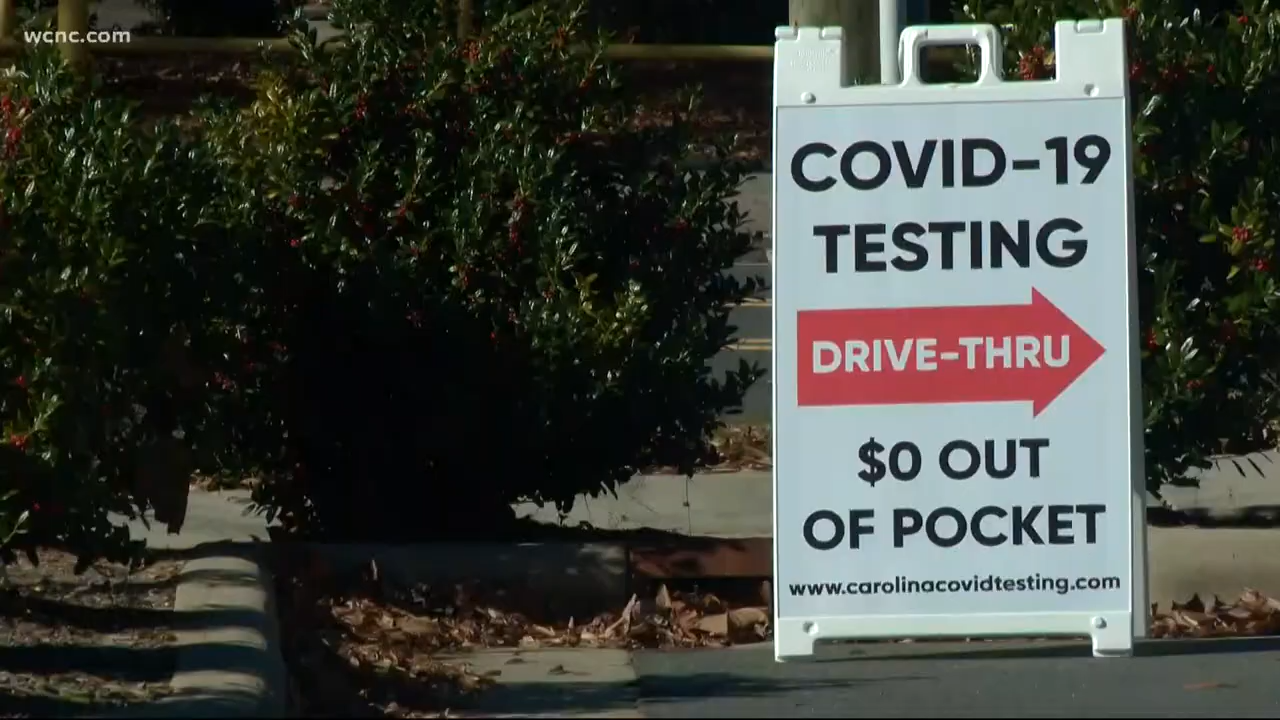 wcnc.com
COVID-19
TESTING
DRIVE-THRU
$0 OUT
OF POCKET
www.carolinacovidtesting.com